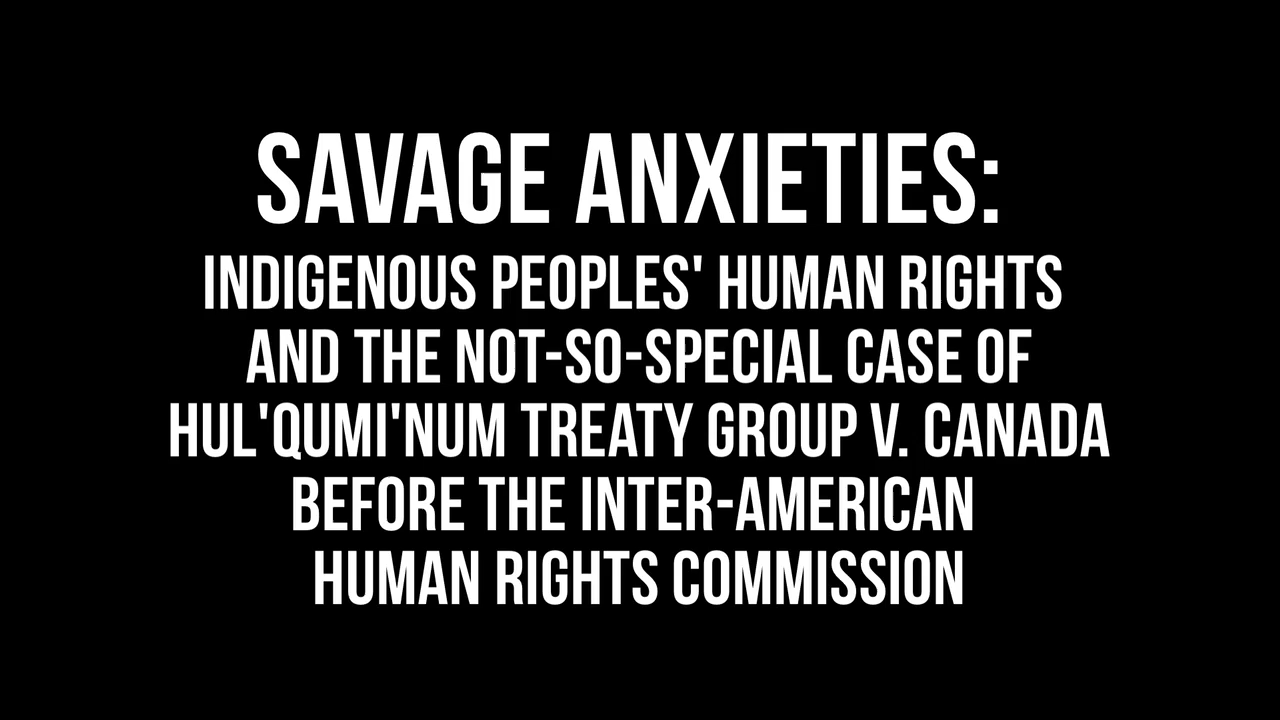 SAVAGE ANXIETIES:
INDIGENOUS PEOPLES' HUMAN RIGHTS
AND THE NOT-SO-SPECIAL CASE OF
HUL'QUMI'NUM TREATY GROUP V. CANADA
BEFORE THE INTER-AMERICAN
HUMAN RIGHTS COMMISSION